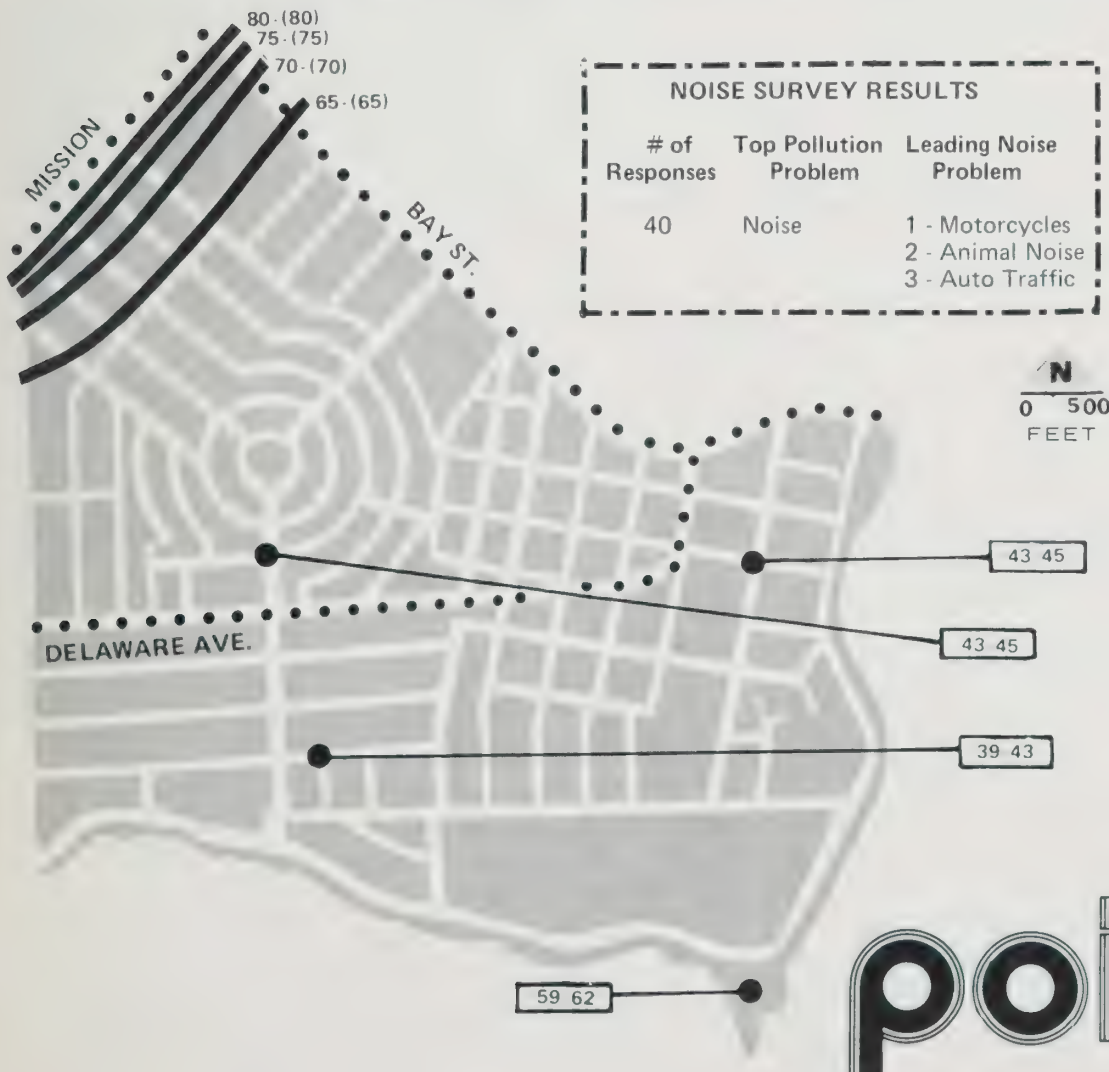 80-(80)
75-(75)
70-(70)
65-(65)
MISSION
BAY ST.
NOISE SURVEY RESULTS
# of Responses Top Pollution Problem Leading Noise Problem
40 Noise 1 - Motorcycles
2 - Animal Noise
3 - Auto Traffic
N
0 500
FEET
43 45
43 45
DELAWARE AVE.
39 43
59 62
po